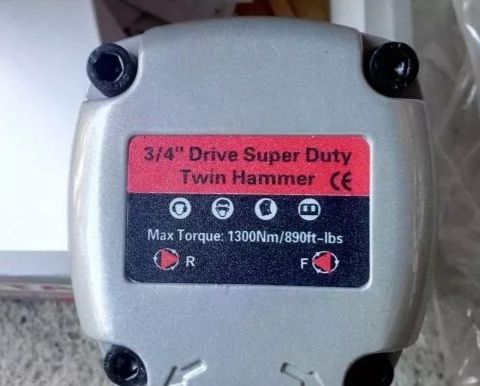 3/4" Drive Super Duty
Twin Hammer CE
Max Torque: 1300Nm/890ft-lbs
R F